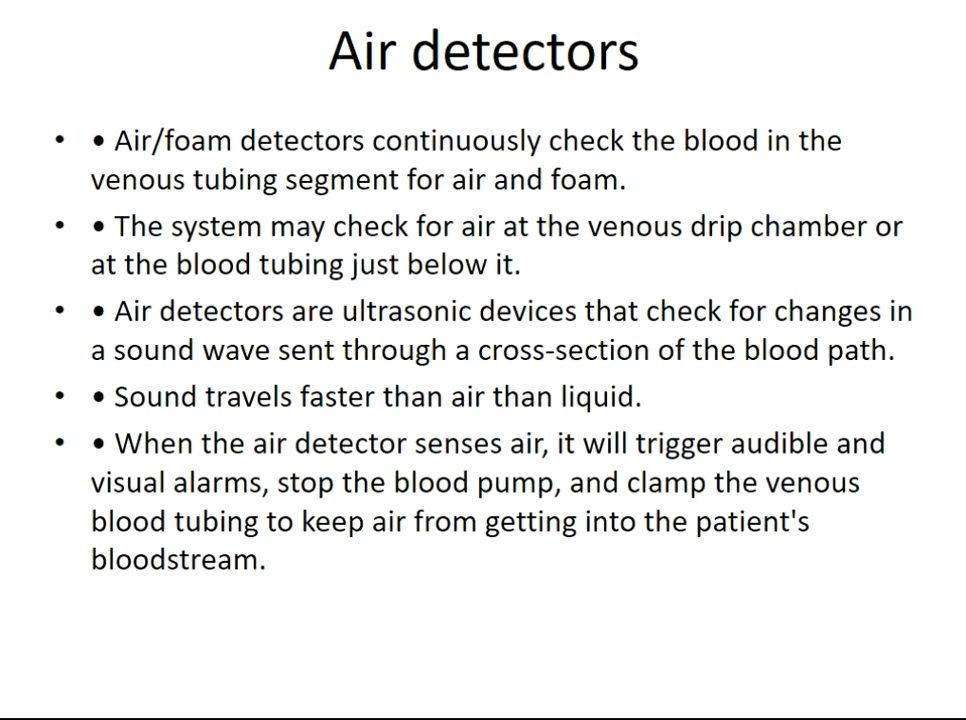 Air detectors
• • Air/foam detectors continuously check the blood in the
venous tubing segment for air and foam.
• • The system may check for air at the venous drip chamber or
at the blood tubing just below it.
• • Air detectors are ultrasonic devices that check for changes in
a sound wave sent through a cross-section of the blood path.
• • Sound travels faster than air than liquid.
• • When the air detector senses air, it will trigger audible and
visual alarms, stop the blood pump, and clamp the venous
blood tubing to keep air from getting into the patient's
bloodstream.